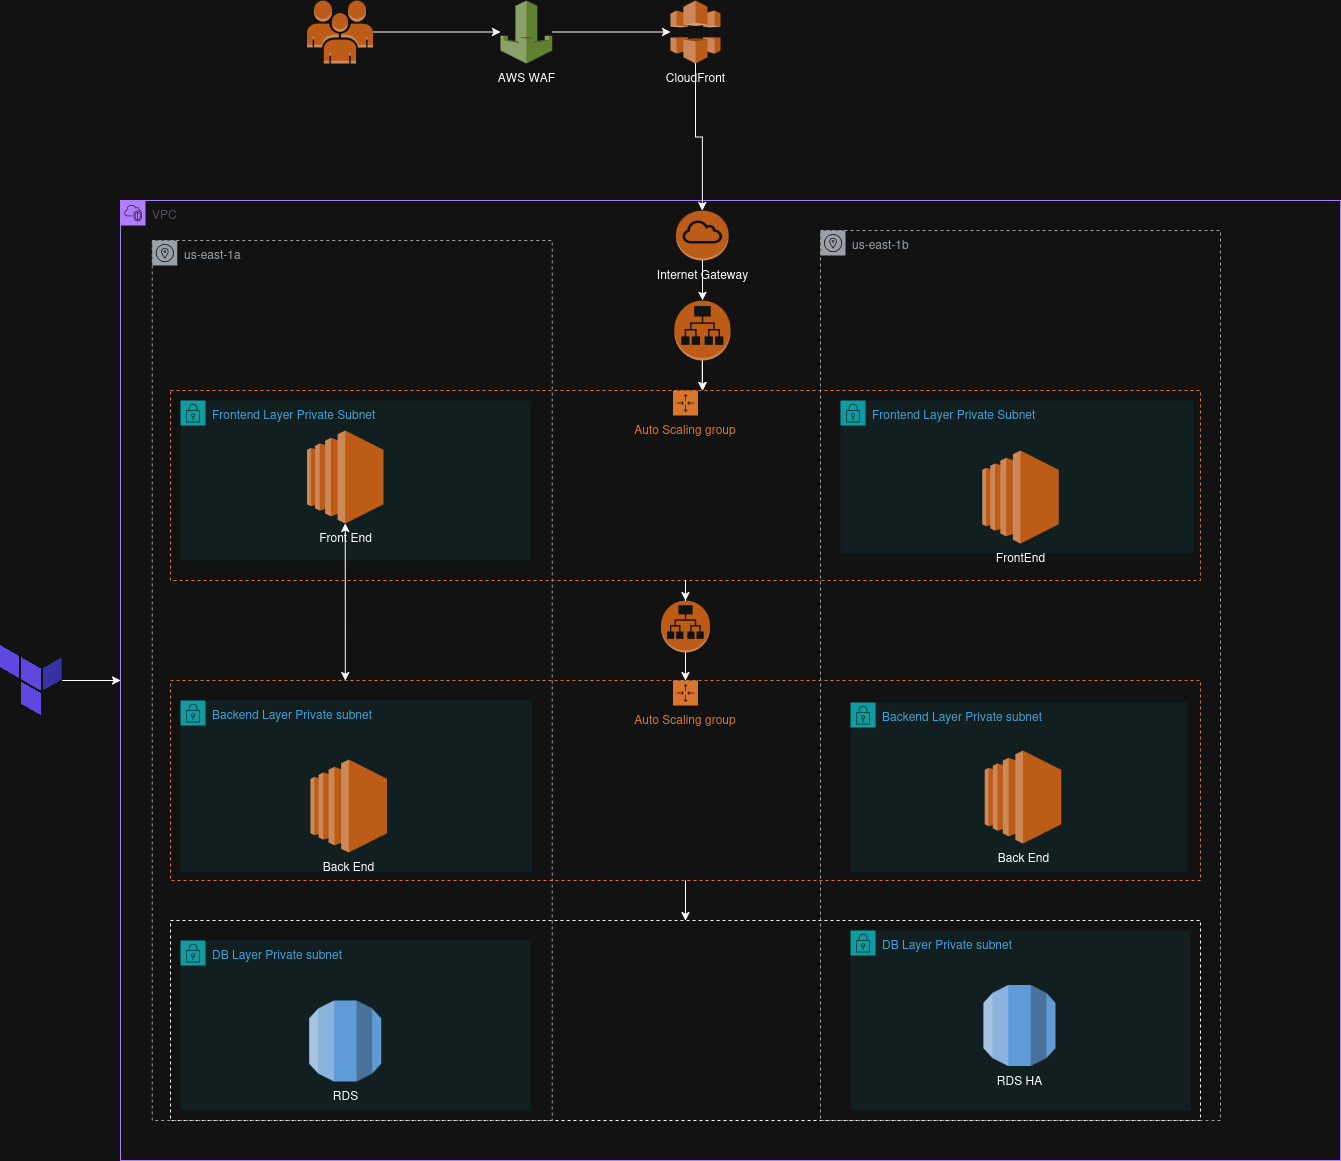 AWS WAF
CloudFront
VPC
us-east-1a
us-east-1b
Internet Gateway
Frontend Layer Private Subnet
Auto Scaling group
Frontend Layer Private Subnet
Front End
FrontEnd
Backend Layer Private subnet
Auto Scaling group
Backend Layer Private subnet
Back End
Back End
DB Layer Private subnet
DB Layer Private subnet
RDS
RDS HA